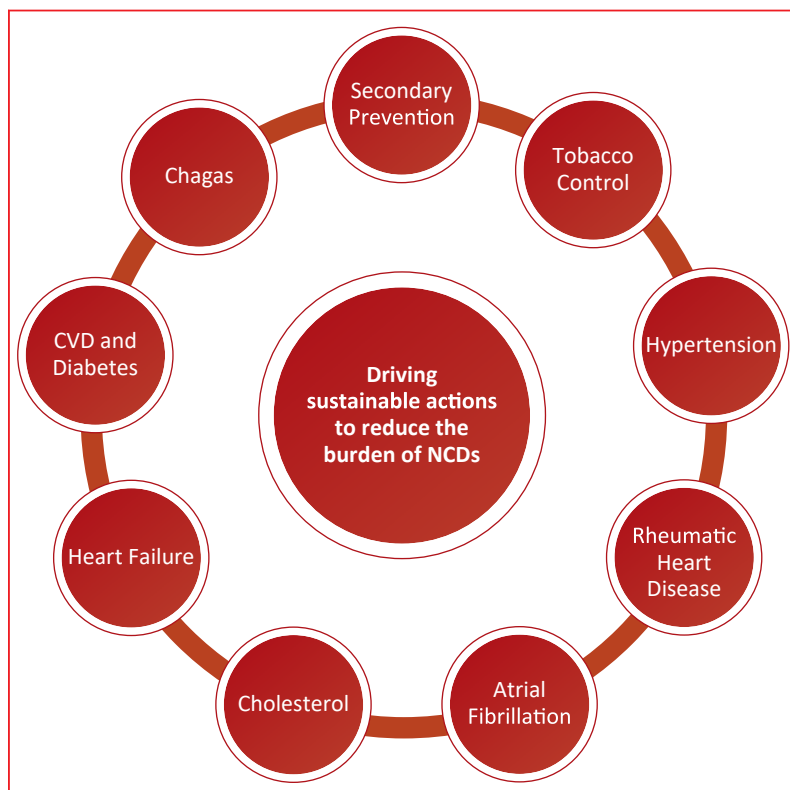 Secondary
Prevention
Tobacco
Control
Hypertension
Rheumatic
Heart
Disease
Atrial
Fibrillation
Cholesterol
Heart Failure
CVD and
Diabetes
Chagas
Driving
sustainable actions
to reduce the
burden of NCDs